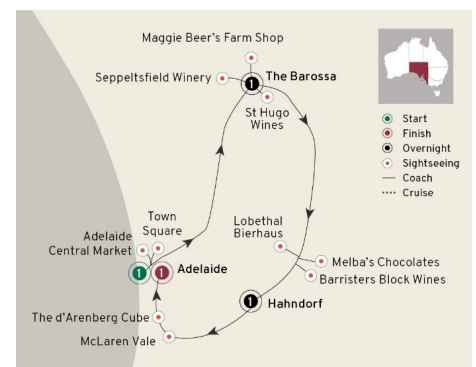 Maggie Beer's Farm Shop
Seppeltsfield Winery
1
The Barossa
St Hugo
Wines
Start
Finish
Overnight
Sightseeing
Coach
Cruise
Town
Square
Adelaide
Central Market
1
1
Adelaide
Lobethal
Bierhaus
Melba's Chocolates
Barristers Block Wines
1
Hahndorf
The d'Arenberg Cube
McLaren Vale